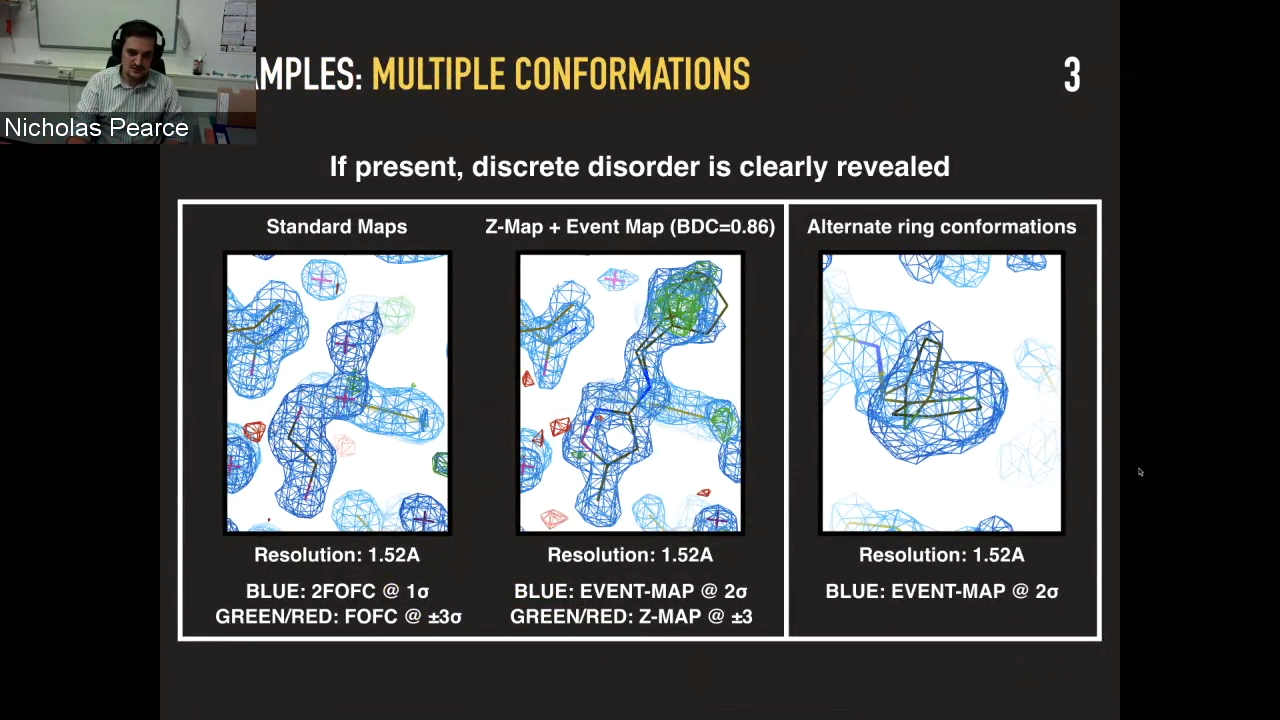 AMPLES: MULTIPLE CONFORMATIONS
3
Nicholas Pearce
If present, discrete disorder is clearly revealed
Standard Maps
Z-Map + Event Map (BDC=0.86)
Alternate ring conformations
Resolution: 1.52A
Resolution: 1.52A
Resolution: 1.52A
BLUE: 2FOFC @ 1σ
GREEN/RED: FOFC @ ±3σ
BLUE: EVENT-MAP @ 2σ
GREEN/RED: Z-MAP @ ±3
BLUE: EVENT-MAP @ 2σ